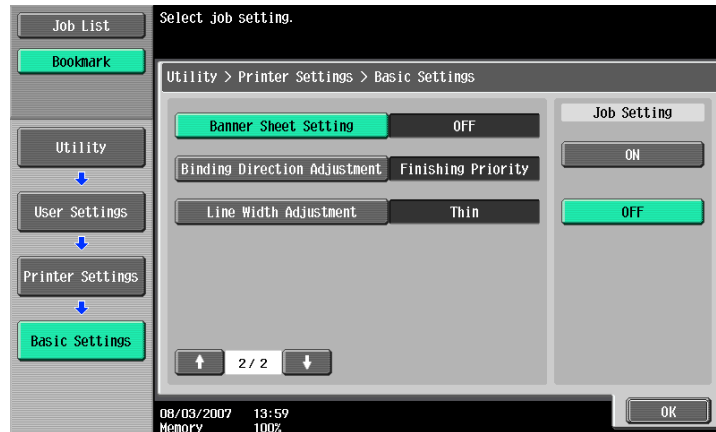 Job List
Bookmark
Utility
User Settings
Printer Settings
Basic Settings
Select job setting.
Utility > Printer Settings > Basic Settings
Banner Sheet Setting OFF
Binding Direction Adjustment Finishing Priority
Line Width Adjustment Thin
2/2
Job Setting
ON
OFF
08/03/2007 13:59
Memory 100%
OK